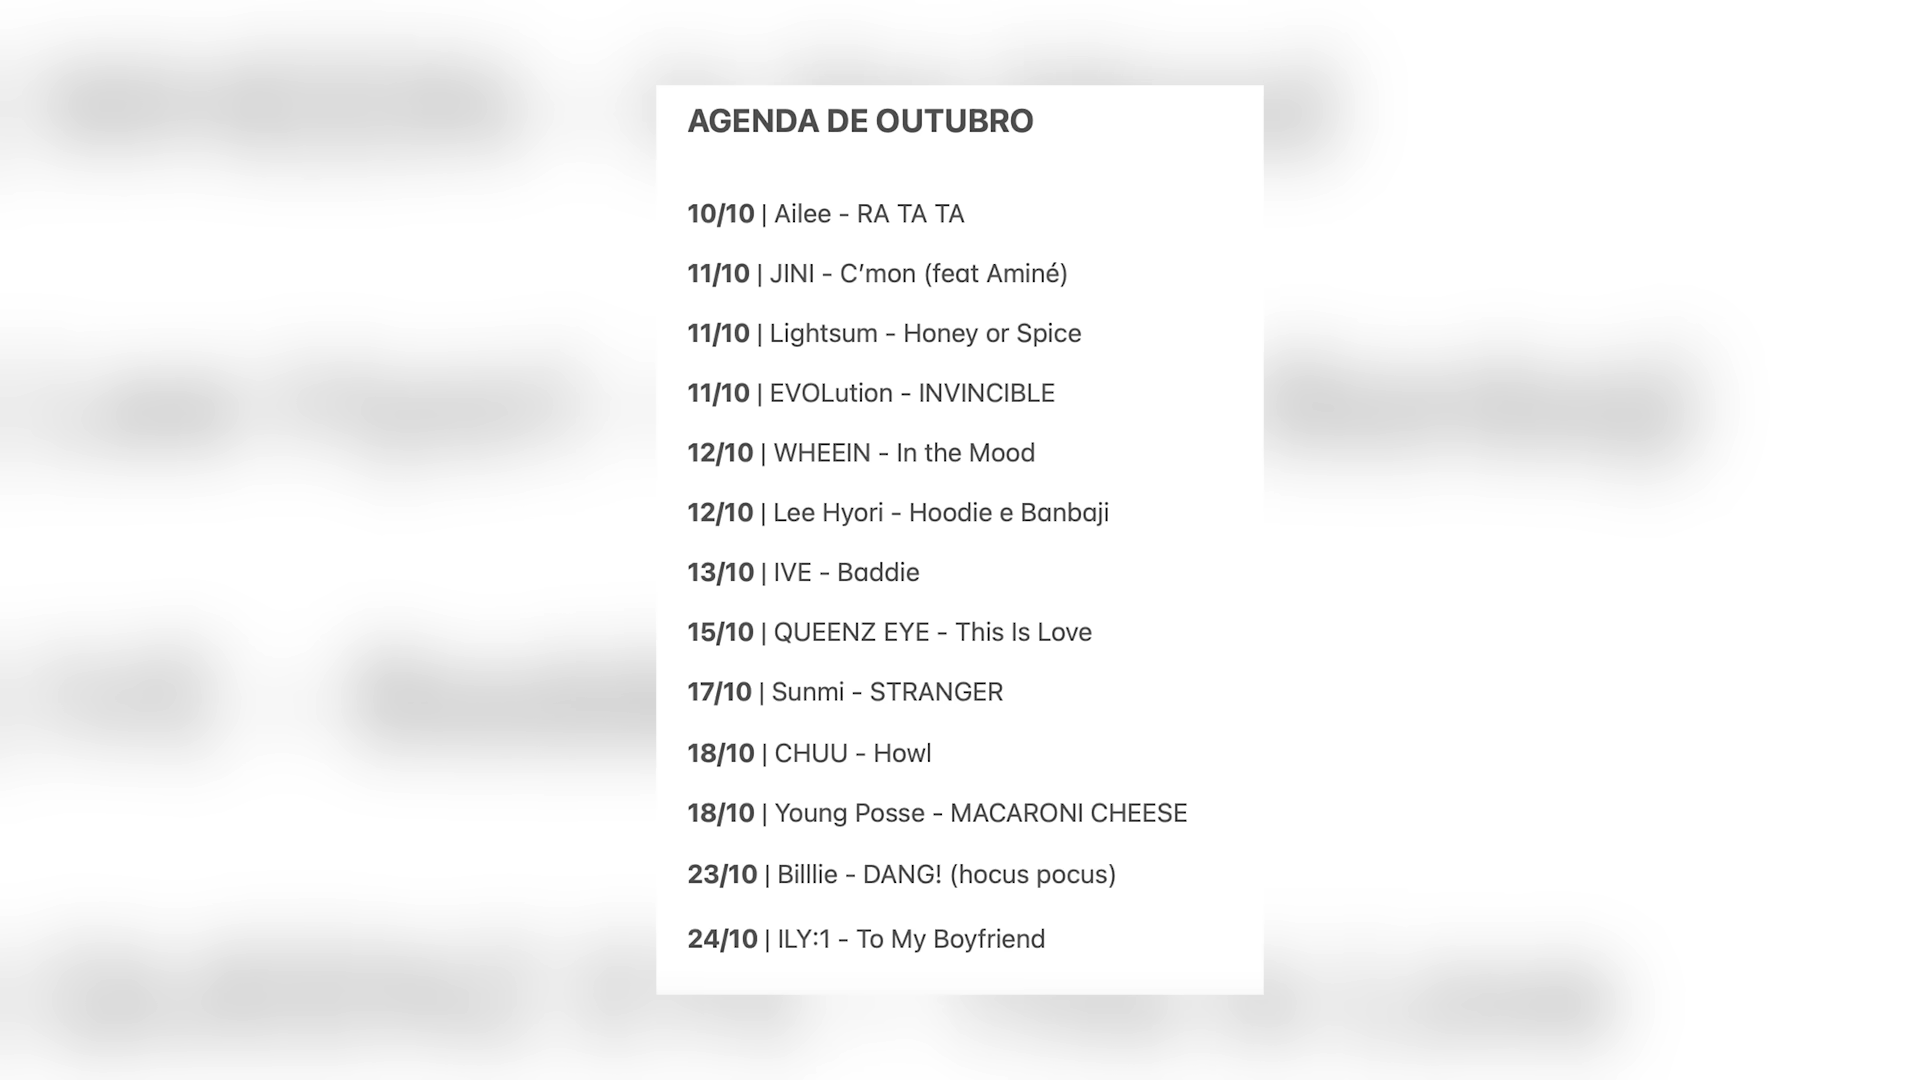 AGENDA DE OUTUBRO
10/10 | Ailee - RA TA TA
11/10 | JINI - C’mon (feat Aminé)
11/10 | Lightsum - Honey or Spice
11/10 | EVOLution - INVINCIBLE
12/10 | WHEEIN - In the Mood
12/10 | Lee Hyori - Hoodie e Banbaji
13/10 | IVE - Baddie
15/10 | QUEENZ EYE - This Is Love
17/10 | Sunmi - STRANGER
18/10 | CHUU - Howl
18/10 | Young Posse - MACARONI CHEESE
23/10 | Billlie - DANG! (hocus pocus)
24/10 | ILY:1 - To My Boyfriend